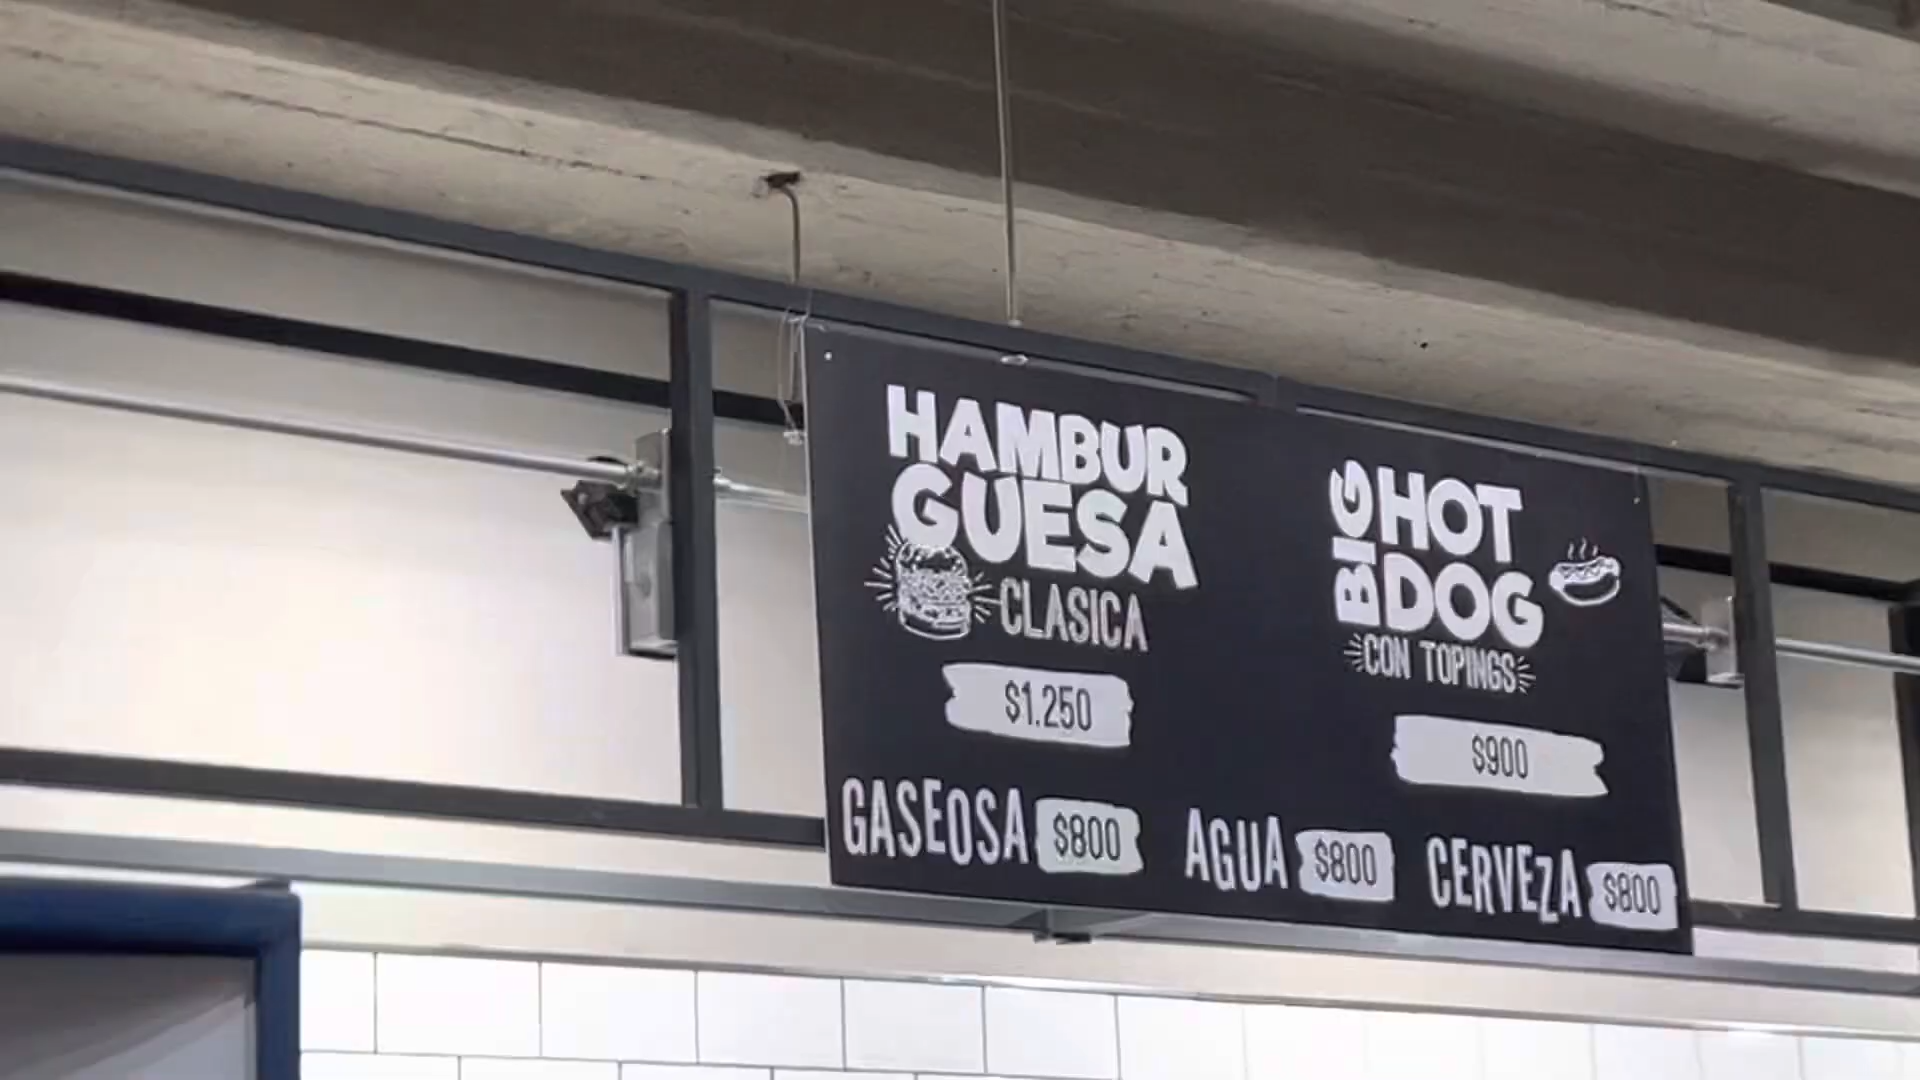 HAMBUR
GUESA
CLASICA
$1.250
BIG HOT
DOG
CON TOPINGS
$900
GASEOSA $800
AGUA $800
CERVEZA $800